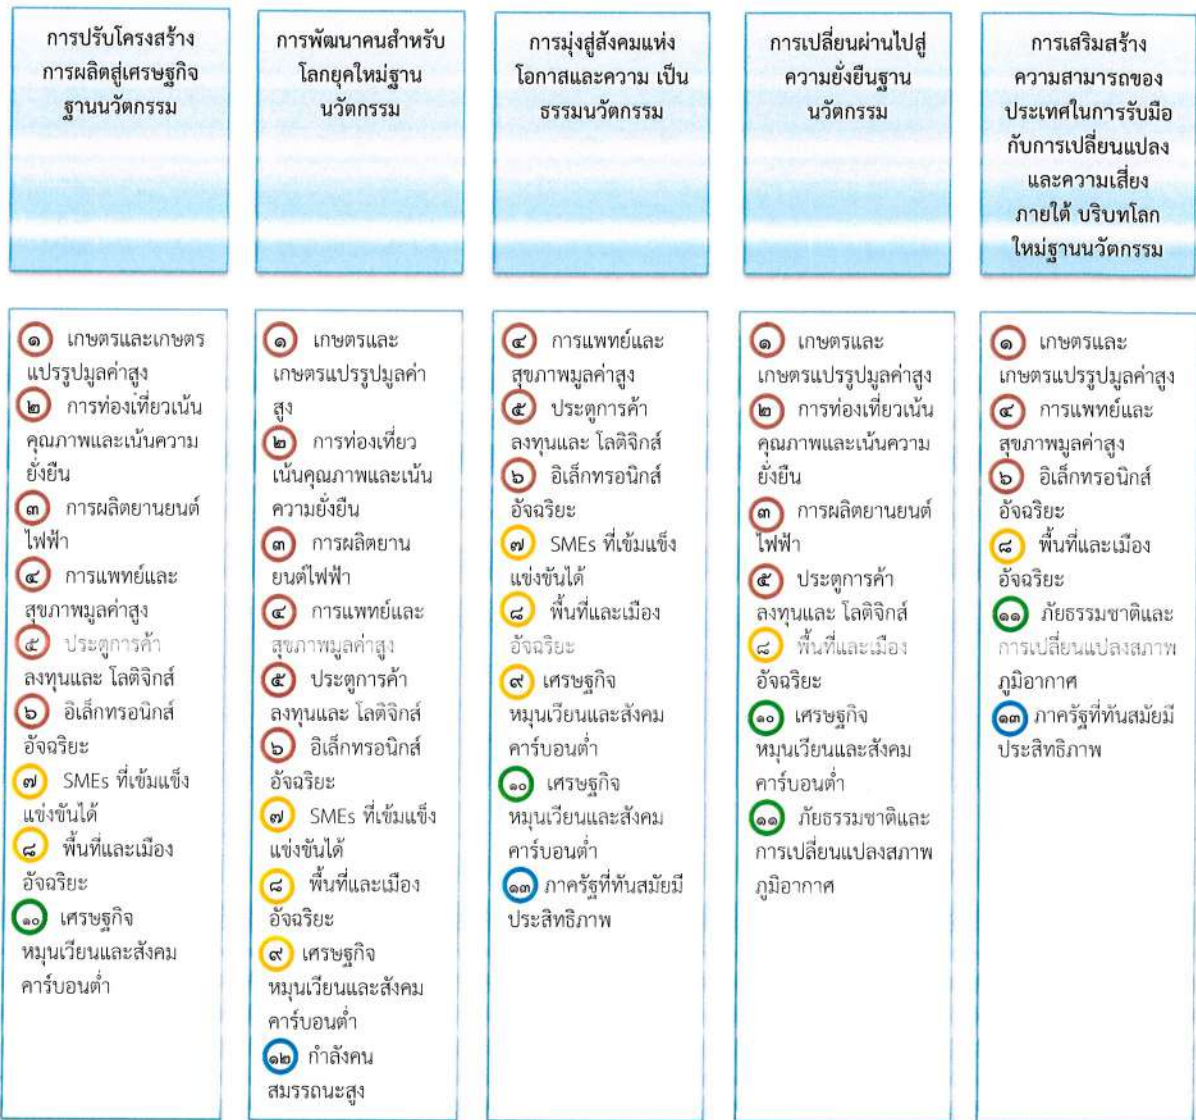 การปรับโครงสร้าง
การผลิตสู่เศรษฐกิจ
ฐานนวัตกรรม
การพัฒนาคนสำหรับ
โลกยุคใหม่ฐาน
นวัตกรรม
การมุ่งสู่สังคมแห่ง
โอกาสและความ เป็น
ธรรมนวัตกรรม
การเปลี่ยนผ่านไปสู่
ความยั่งยืนฐาน
นวัตกรรม
การเสริมสร้าง
ความสามารถของ
ประเทศในการรับมือ
กับการเปลี่ยนแปลง
และความเสี่ยง
ภายใต้ บริบทโลก
ใหม่ฐานนวัตกรรม
๑ เกษตรและเกษตร
แปรรูปมูลค่าสูง
๒ การท่องเที่ยวเน้น
คุณภาพและเน้นความ
ยั่งยืน
๓ การผลิตยานยนต์
ไฟฟ้า
๔ การแพทย์และ
สุขภาพมูลค่าสูง
๕ ประตูการค้า
ลงทุนและ โลติจิกส์
๖ อิเล็กทรอนิกส์
อัจฉริยะ
๗ SMEs ที่เข้มแข็ง
แข่งขันได้
๘ พื้นที่และเมือง
อัจฉริยะ
๑๐ เศรษฐกิจ
หมุนเวียนและสังคม
คาร์บอนต่ำ
๑ เกษตรและ
เกษตรแปรรูปมูลค่า
สูง
๒ การท่องเที่ยว
เน้นคุณภาพและเน้น
ความยั่งยืน
๓ การผลิตยาน
ยนต์ไฟฟ้า
๔ การแพทย์และ
สุขภาพมูลค่าสูง
๕ ประตูการค้า
ลงทุนและ โลติจิกส์
๖ อิเล็กทรอนิกส์
อัจฉริยะ
๗ SMEs ที่เข้มแข็ง
แข่งขันได้
๘ พื้นที่และเมือง
อัจฉริยะ
๙ เศรษฐกิจ
หมุนเวียนและสังคม
คาร์บอนต่ำ
๑๒ กำลังคน
สมรรถนะสูง
๔ การแพทย์และ
สุขภาพมูลค่าสูง
๕ ประตูการค้า
ลงทุนและ โลติจิกส์
๖ อิเล็กทรอนิกส์
อัจฉริยะ
๗ SMEs ที่เข้มแข็ง
แข่งขันได้
๘ พื้นที่และเมือง
อัจฉริยะ
๙ เศรษฐกิจ
หมุนเวียนและสังคม
คาร์บอนต่ำ
๑๐ เศรษฐกิจ
หมุนเวียนและสังคม
คาร์บอนต่ำ
๑๓ ภาครัฐที่ทันสมัยมี
ประสิทธิภาพ
๑ เกษตรและ
เกษตรแปรรูปมูลค่าสูง
๒ การท่องเที่ยวเน้น
คุณภาพและเน้นความ
ยั่งยืน
๓ การผลิตยานยนต์
ไฟฟ้า
๕ ประตูการค้า
ลงทุนและ โลติจิกส์
๘ พื้นที่และเมือง
อัจฉริยะ
๑๐ เศรษฐกิจ
หมุนเวียนและสังคม
คาร์บอนต่ำ
๑๑ ภัยธรรมชาติและ
การเปลี่ยนแปลงสภาพ
ภูมิอากาศ
๑ เกษตรและ
เกษตรแปรรูปมูลค่าสูง
๔ การแพทย์และ
สุขภาพมูลค่าสูง
๖ อิเล็กทรอนิกส์
อัจฉริยะ
๘ พื้นที่และเมือง
อัจฉริยะ
๑๑ ภัยธรรมชาติและ
การเปลี่ยนแปลงสภาพ
ภูมิอากาศ
๑๓ ภาครัฐที่ทันสมัยมี
ประสิทธิภาพ